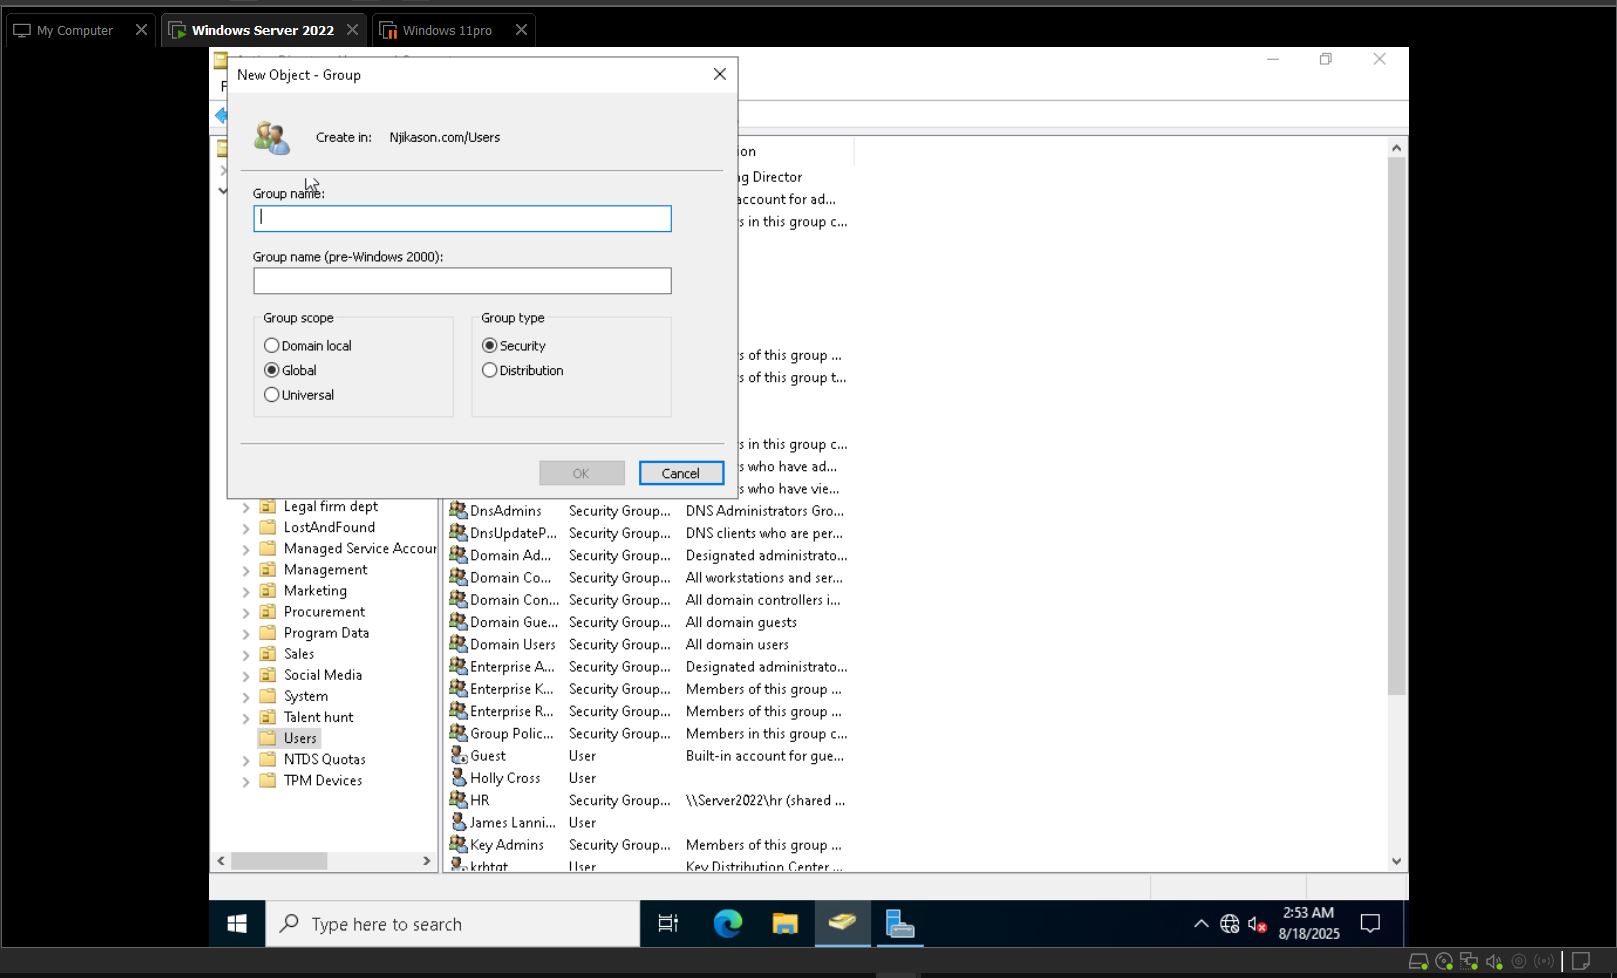 My Computer
Windows Server 2022
Windows 11pro
New Object - Group
Create in: Njikason.com/Users
Group name:
Group name (pre-Windows 2000):
Group scope
Domain local
Global
Universal
Group type
Security
Distribution
OK
Cancel
Legal firm dept
LostAndFound
Managed Service Accour
Management
Marketing
Procurement
Program Data
Sales
Social Media
System
Talent hunt
Users
NTDS Quotas
TPM Devices
ion
ng Director
account for ad...
s in this group c...
s of this group ...
s of this group t...
s in this group c...
s who have ad...
s who have vie...
DnsAdmins Security Group... DNS Administrators Gro...
DnsUpdateP... Security Group... DNS clients who are per...
Domain Ad... Security Group... Designated administrato...
Domain Co... Security Group... All workstations and ser...
Domain Con... Security Group... All domain controllers i...
Domain Gue... Security Group... All domain guests
Domain Users Security Group... All domain users
Enterprise A... Security Group... Designated administrato...
Enterprise K... Security Group... Members of this group ...
Enterprise R... Security Group... Members of this group ...
Group Polic... Security Group... Members in this group c...
Guest User Built-in account for gue...
Holly Cross User
HR Security Group... \\Server2022\hr (shared ...
James Lanni... User
Key Admins Security Group... Members of this group ...
krbtgt User Key Distribution Center ...
Type here to search
2:53 AM
8/18/2025